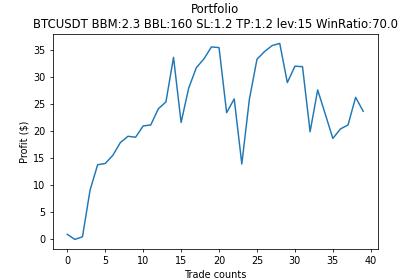 Portfolio
BTCUSDT BBM:2.3 BBL:160 SL:1.2 TP:1.2 lev:15 WinRatio:70.0
Profit ($)
35
30
25
20
15
10
5
0
0 5 10 15 20 25 30 35 40
Trade counts